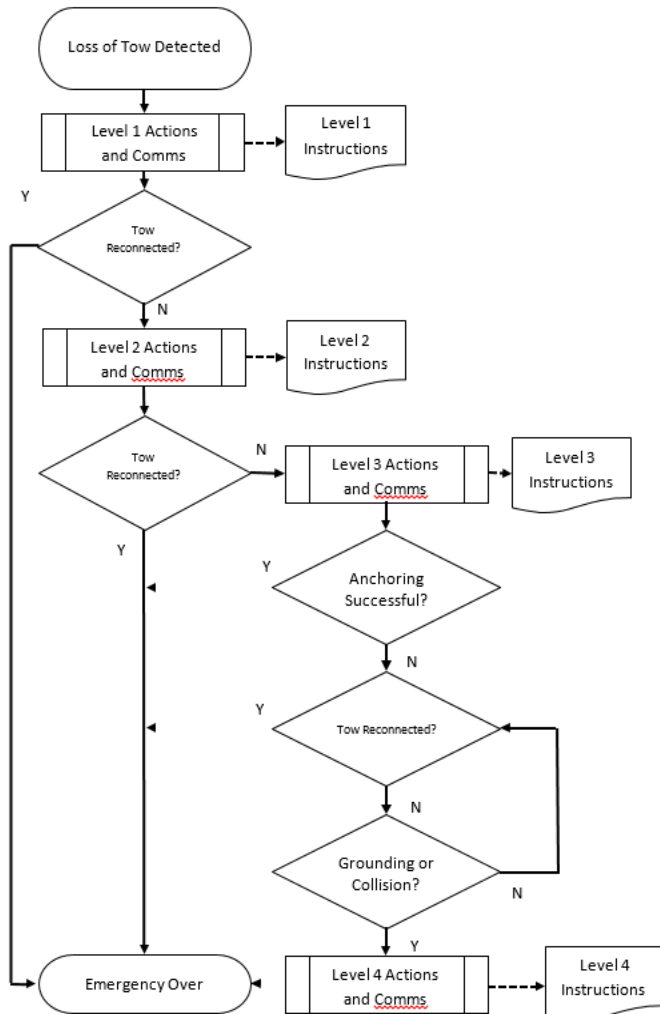 Loss of Tow Detected
Level 1 Actions
and Comms
Level 1
Instructions
Y
Tow
Reconnected?
N
Level 2 Actions
and Comms
Level 2
Instructions
Tow
Reconnected?
N
Level 3 Actions
and Comms
Level 3
Instructions
Y
Y
Anchoring
Successful?
N
Y
Tow Reconnected?
N
Grounding or
Collision?
N
Y
Emergency Over
Level 4 Actions
and Comms
Level 4
Instructions